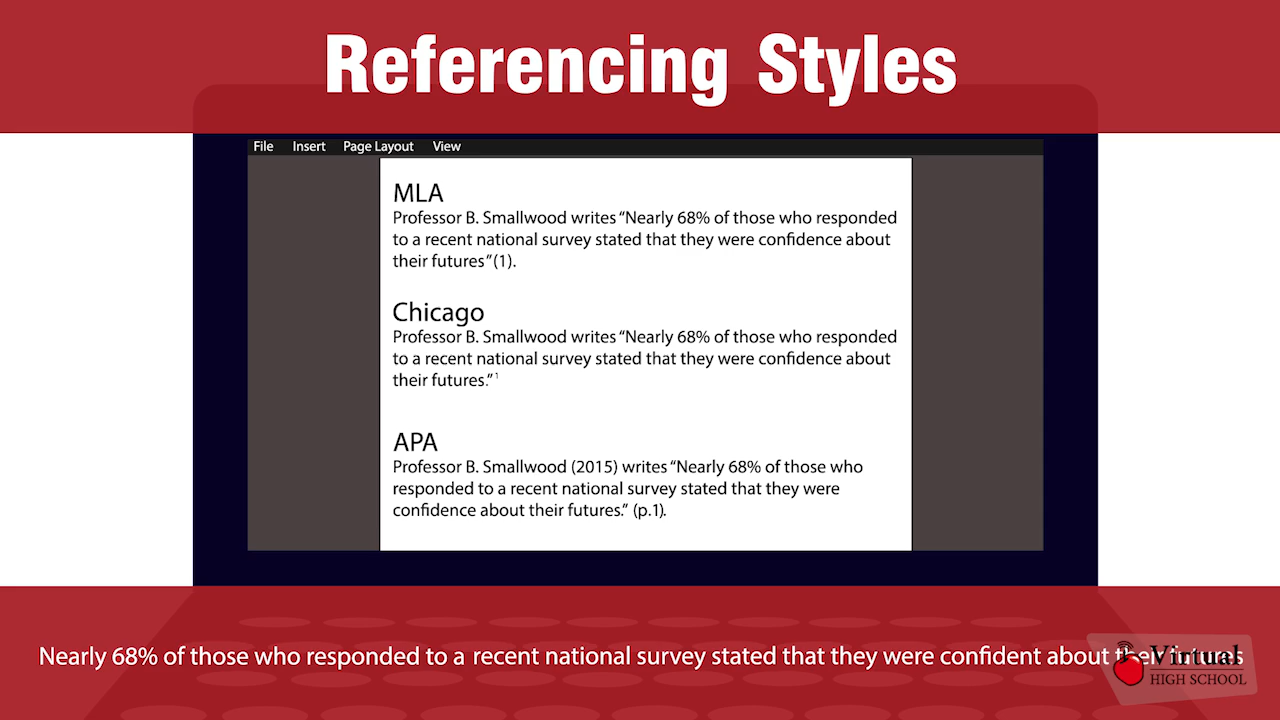 Referencing Styles
File Insert Page Layout View
MLA
Professor B. Smallwood writes “Nearly 68% of those who responded
to a recent national survey stated that they were confidence about
their futures”(1).
Chicago
Professor B. Smallwood writes “Nearly 68% of those who responded
to a recent national survey stated that they were confidence about
their futures.” ¹
APA
Professor B. Smallwood (2015) writes “Nearly 68% of those who
responded to a recent national survey stated that they were
confidence about their futures.” (p.1).
Nearly 68% of those who responded to a recent national survey stated that they were confident about their futures
Virtual
HIGH SCHOOL